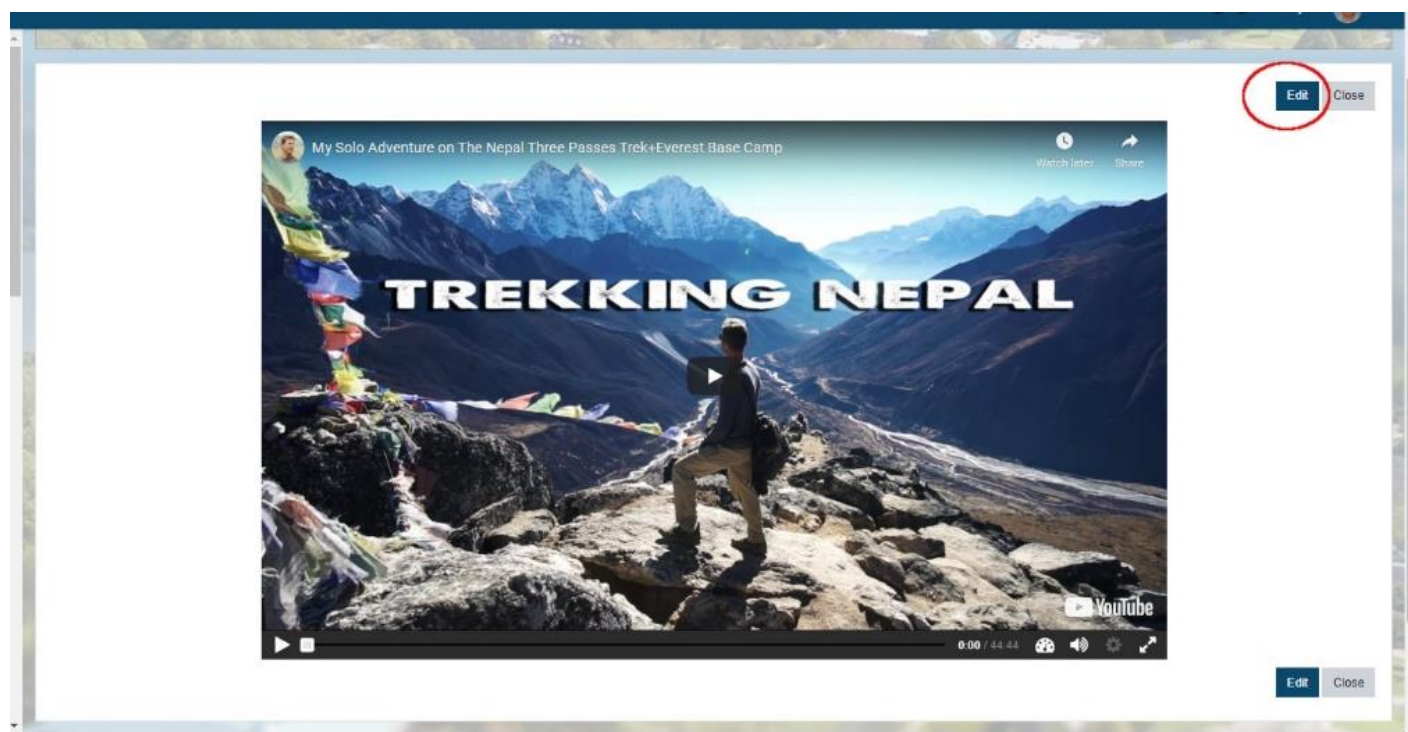 Edit Close
My Solo Adventure on The Nepal Three Passes Trek+Everest Base Camp
Watch later Share
TREKKING NEPAL
YouTube
0:00 / 44:44
Edit Close